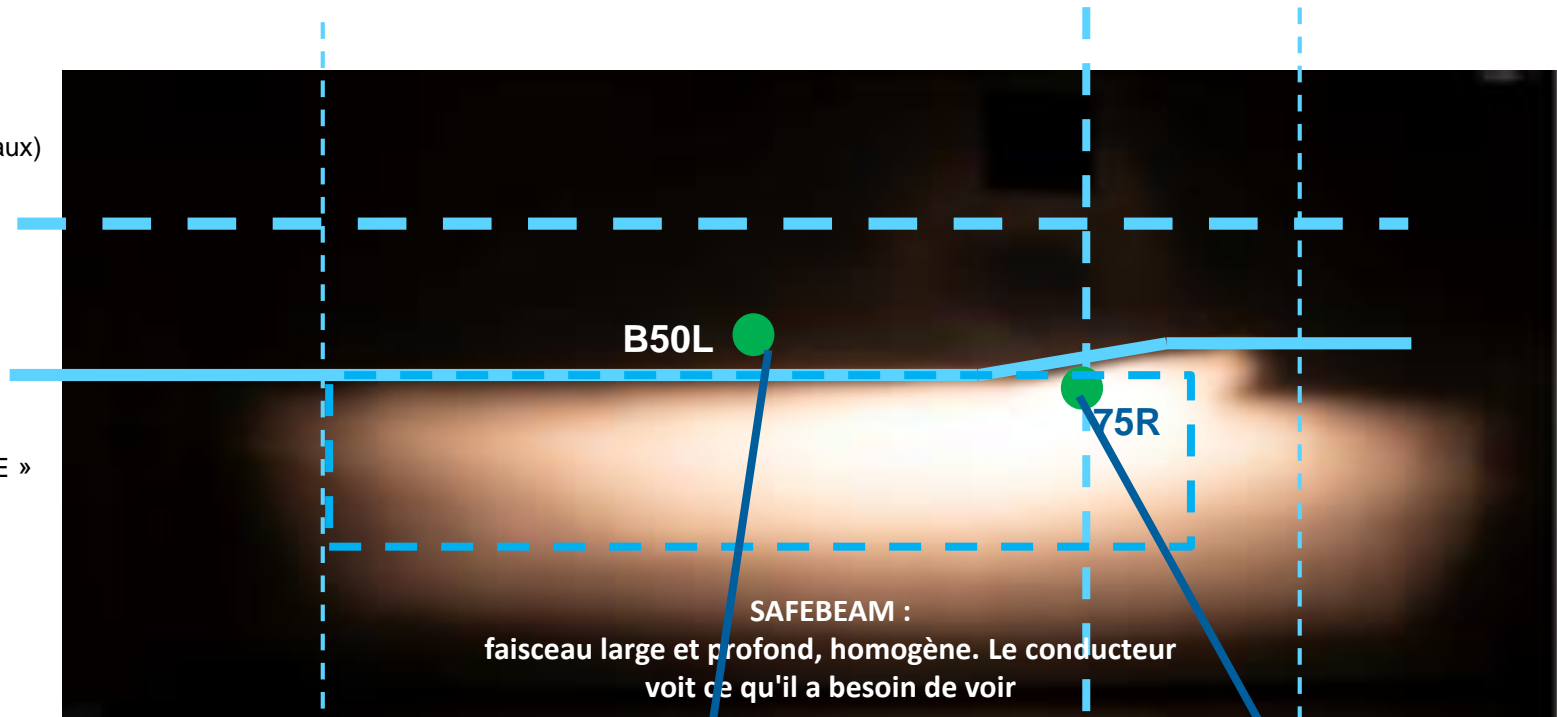 aux)
B50L
75R
E »
SAFEBEAM :
faisceau large et profond, homogène. Le conducteur
voit ce qu'il a besoin de voir